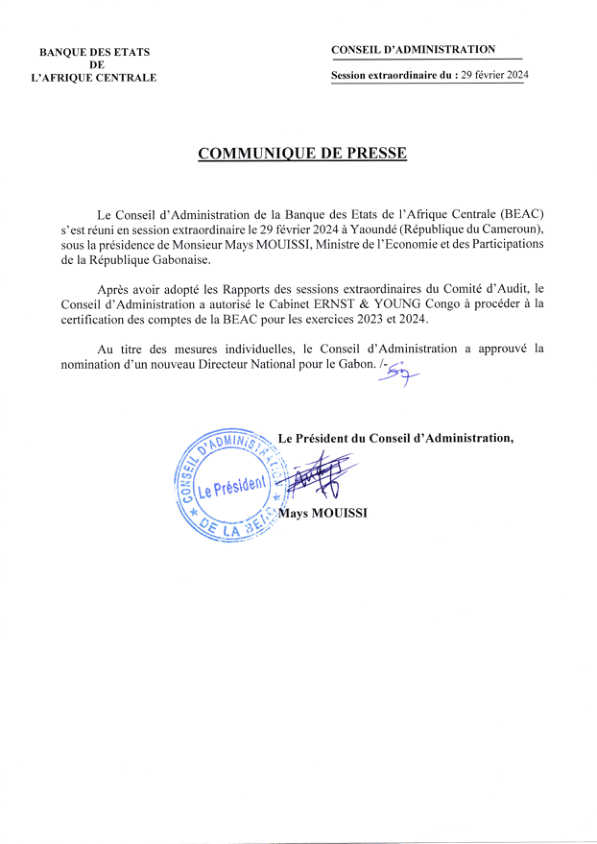 BANQUE DES ETATS
DE
L'AFRIQUE CENTRALE
CONSEIL D'ADMINISTRATION
Session extraordinaire du : 29 février 2024
COMMUNIQUE DE PRESSE
Le Conseil d'Administration de la Banque des Etats de l'Afrique Centrale (BEAC)
s'est réuni en session extraordinaire le 29 février 2024 à Yaoundé (République du Cameroun),
sous la présidence de Monsieur Mays MOUISSI, Ministre de l'Economie et des Participations
de la République Gabonaise.
Après avoir adopté les Rapports des sessions extraordinaires du Comité d'Audit, le
Conseil d'Administration a autorisé le Cabinet ERNST & YOUNG Congo à procéder à la
certification des comptes de la BEAC pour les exercices 2023 et 2024.
Au titre des mesures individuelles, le Conseil d'Administration a approuvé la
nomination d'un nouveau Directeur National pour le Gabon. /-
Le Président du Conseil d'Administration,
CONSEIL D'ADMINISTRATION
Le Président
★ DE LA BEAC ★
Mays MOUISSI